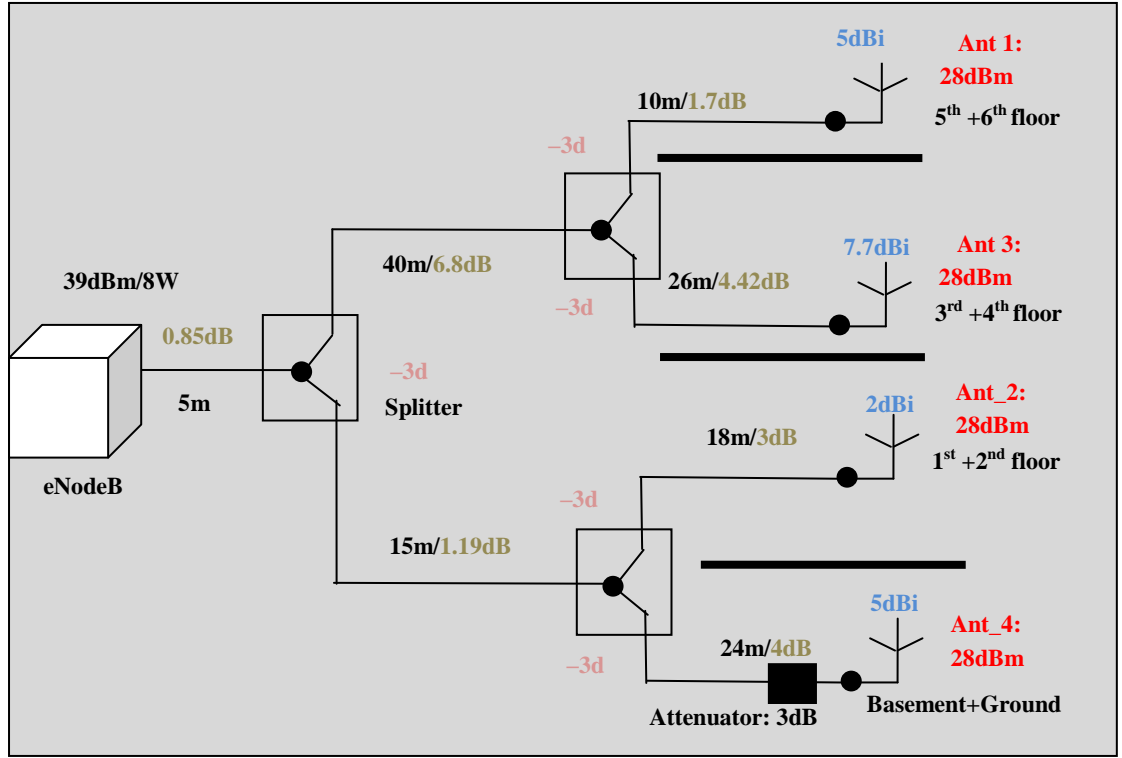 5dBi
Ant 1:
28dBm
5th +6th floor
10m/1.7dB
–3d
7.7dBi
Ant 3:
28dBm
3rd +4th floor
40m/6.8dB
26m/4.42dB
–3d
39dBm/8W
0.85dB
5m
eNodeB
–3d
Splitter
2dBi
Ant_2:
28dBm
1st +2nd floor
18m/3dB
–3d
15m/1.19dB
5dBi
Ant_4:
28dBm
24m/4dB
–3d
Attenuator: 3dB
Basement+Ground